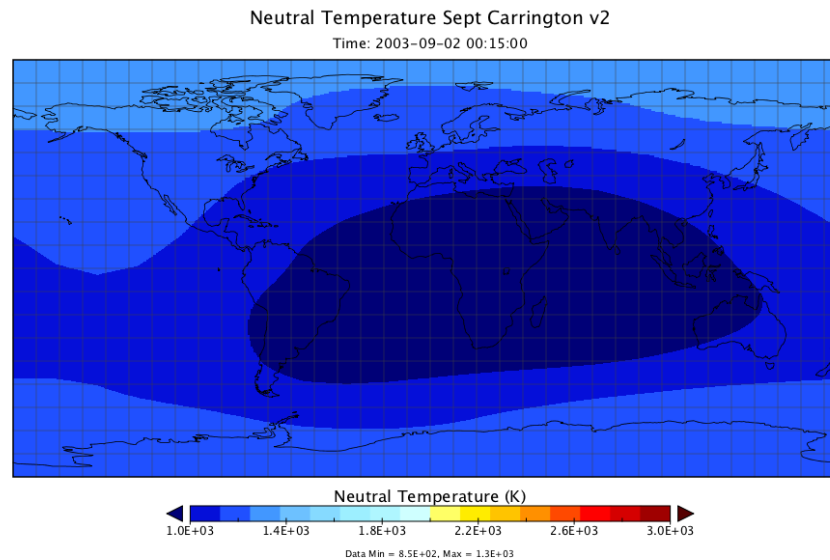 Neutral Temperature Sept Carrington v2
Time: 2003-09-02 00:15:00
Neutral Temperature (K)
1.0E+03 1.4E+03 1.8E+03 2.2E+03 2.6E+03 3.0E+03
Data Min = 8.5E+02, Max = 1.3E+03